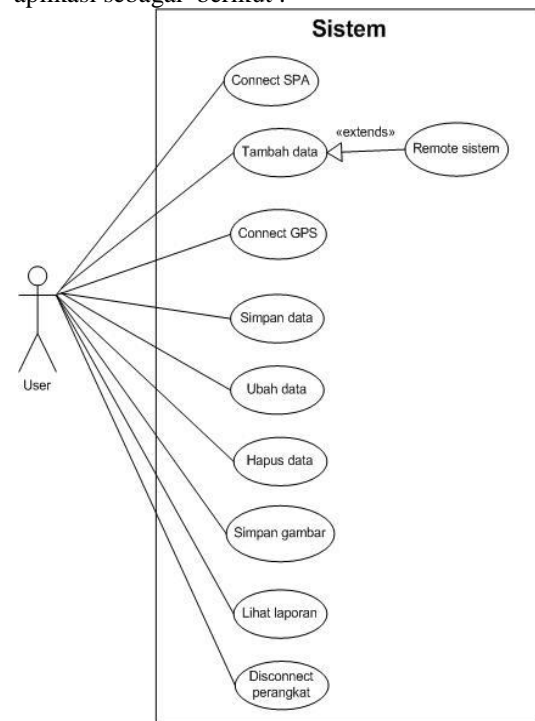 aplikasi sebagai berikut :
Sistem
Connect SPA
«extends»
Tambah data
Remote sistem
Connect GPS
Simpan data
User
Ubah data
Hapus data
Simpan gambar
Lihat laporan
Disconnect
perangkat